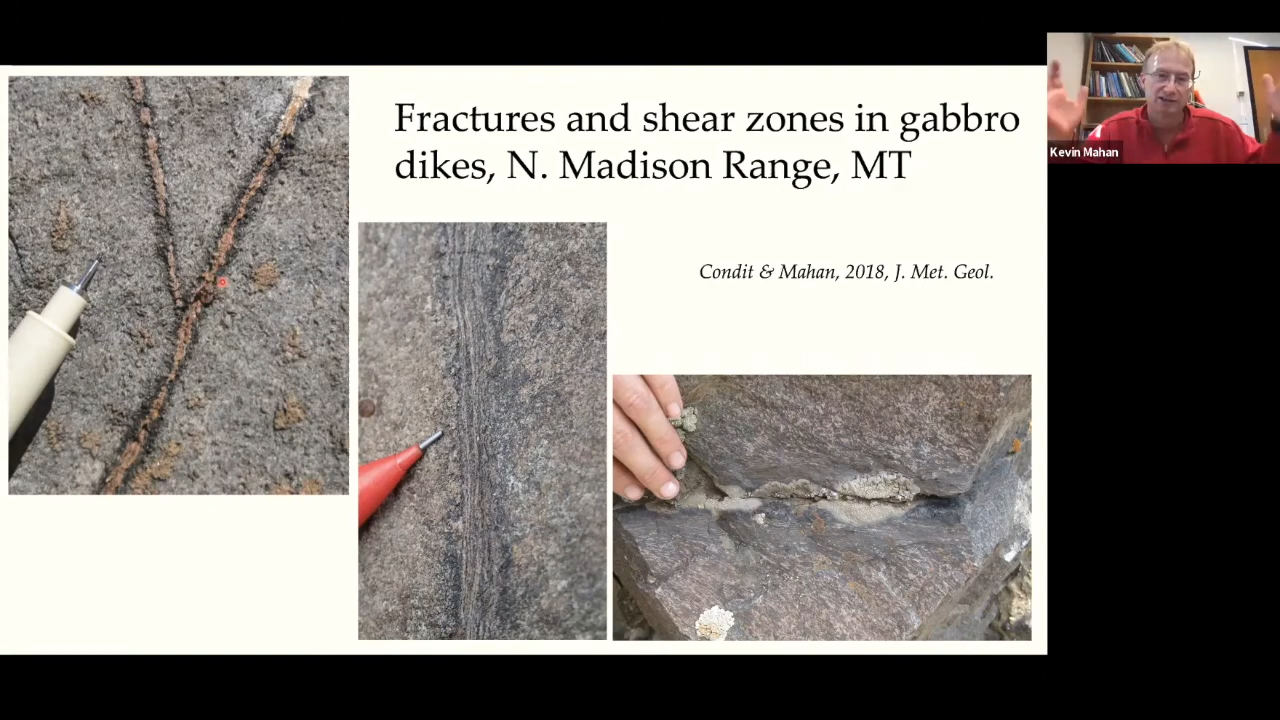 Fractures and shear zones in gabbro
dikes, N. Madison Range, MT
Condit & Mahan, 2018, J. Met. Geol.
Kevin Mahan